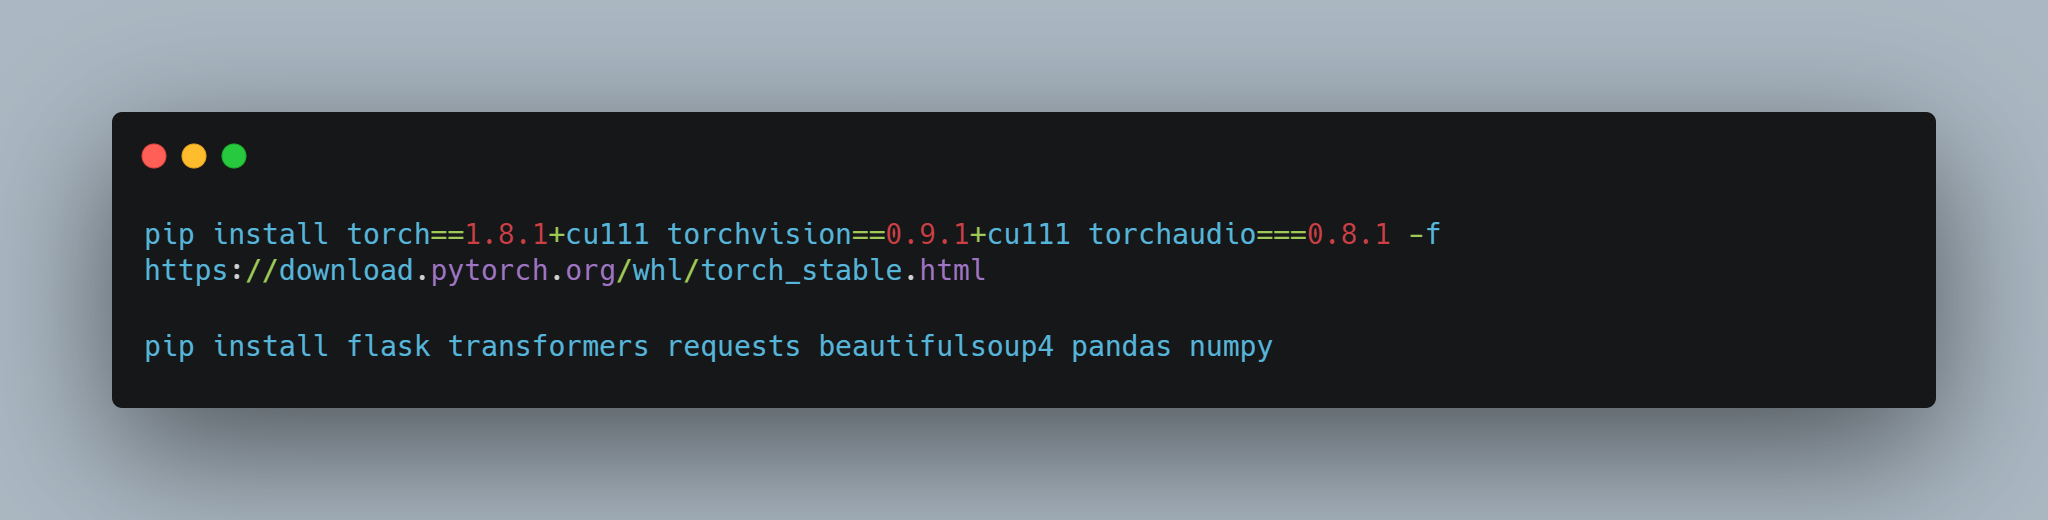 pip install torch==1.8.1+cu111 torchvision==0.9.1+cu111 torchaudio===0.8.1 -f
https://download.pytorch.org/whl/torch_stable.html
pip install flask transformers requests beautifulsoup4 pandas numpy